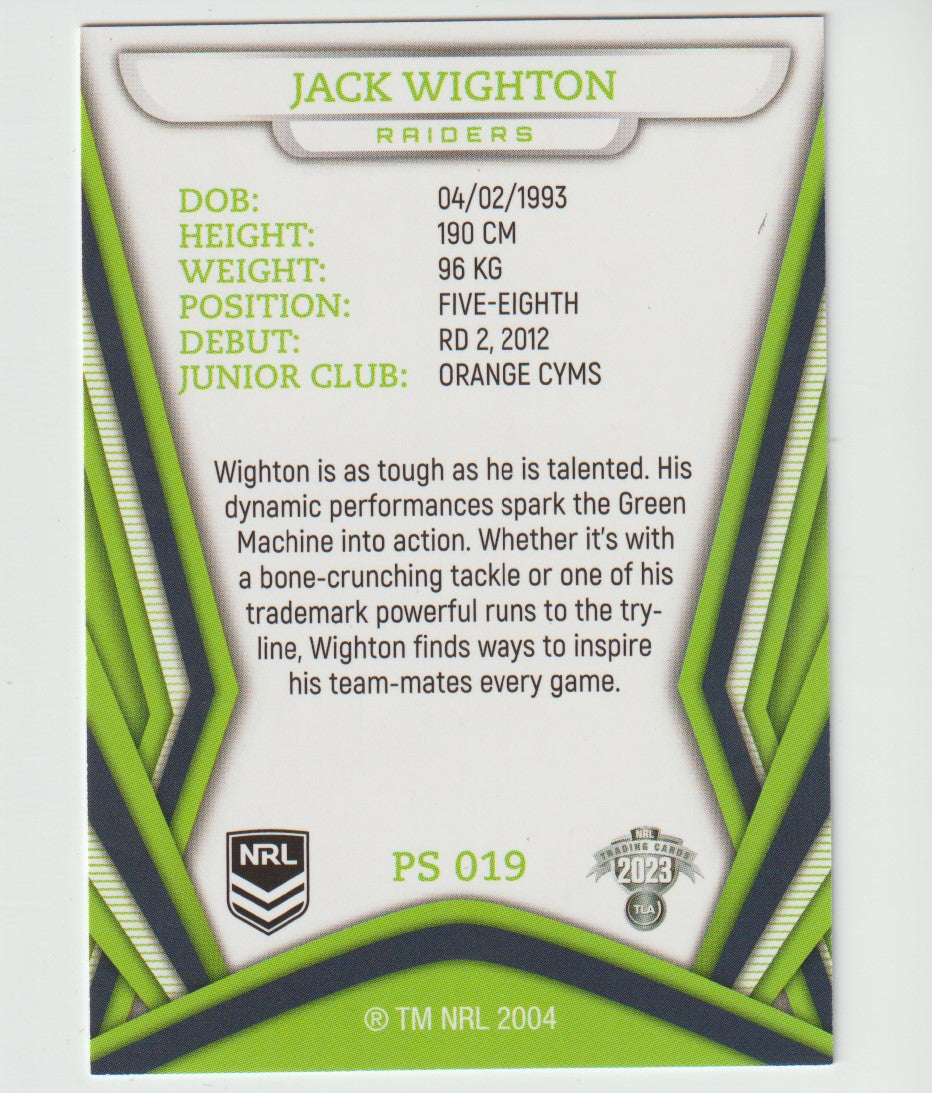 JACK WIGHTON
RAIDERS
DOB: 04/02/1993
HEIGHT: 190 CM
WEIGHT: 96 KG
POSITION: FIVE-EIGHTH
DEBUT: RD 2, 2012
JUNIOR CLUB: ORANGE CYMS
Wighton is as tough as he is talented. His
dynamic performances spark the Green
Machine into action. Whether it's with
a bone-crunching tackle or one of his
trademark powerful runs to the try-
line, Wighton finds ways to inspire
his team-mates every game.
NRL
PS 019
NRL
TRADING CARDS
2023
TLA
® TM NRL 2004